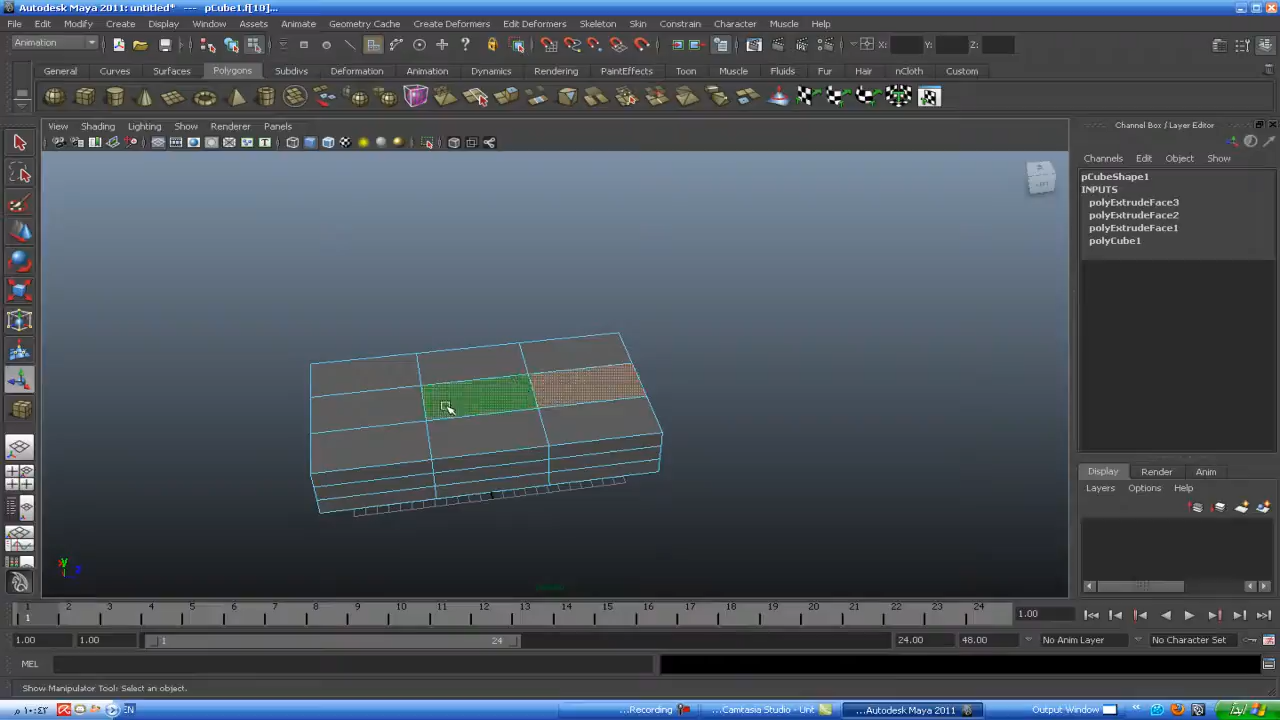 Autodesk Maya 2011: untitled*   ---   pCube1.f[10]...
File Edit Modify Create Display Window Assets Animate Geometry Cache Create Deformers Edit Deformers Skeleton Skin Constrain Character Muscle Help
Animation X: Y: Z:
General Curves Surfaces Polygons Subdivs Deformation Animation Dynamics Rendering PaintEffects Toon Muscle Fluids Fur Hair nCloth Custom
View Shading Lighting Show Renderer Panels
Channel Box / Layer Editor
Channels Edit Object Show
pCubeShape1
INPUTS
polyExtrudeFace3
polyExtrudeFace2
polyExtrudeFace1
polyCube1
Display Render Anim
Layers Options Help
1 2 3 4 5 6 7 8 9 10 11 12 13 14 15 16 17 18 19 20 21 22 23 24
1 1.00
1.00 1.00 1 24 24.00 48.00 No Anim Layer No Character Set
MEL
Show Manipulator Tool: Select an object.
م ١٠:٤٢ EN ...Recording ...Camtasia Studio - Unt ...Autodesk Maya 2011 Output Window